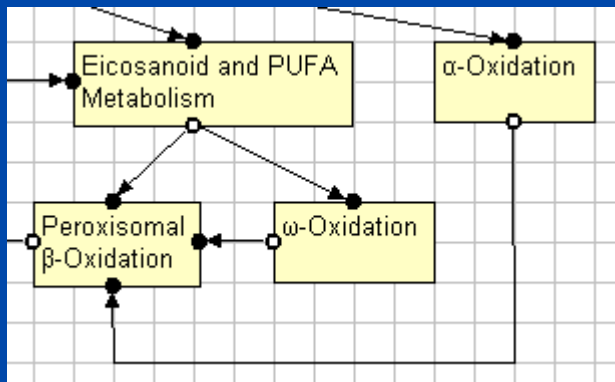 Eicosanoid and PUFA
Metabolism
α-Oxidation
Peroxisomal
β-Oxidation
ω-Oxidation